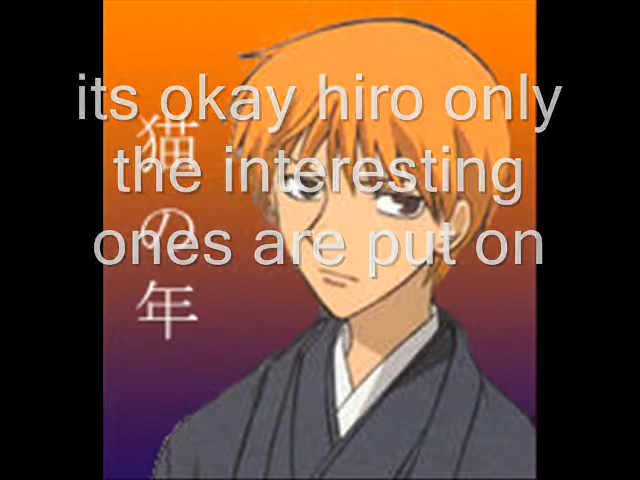 its okay hiro only
the interesting
ones are put on
猫の年